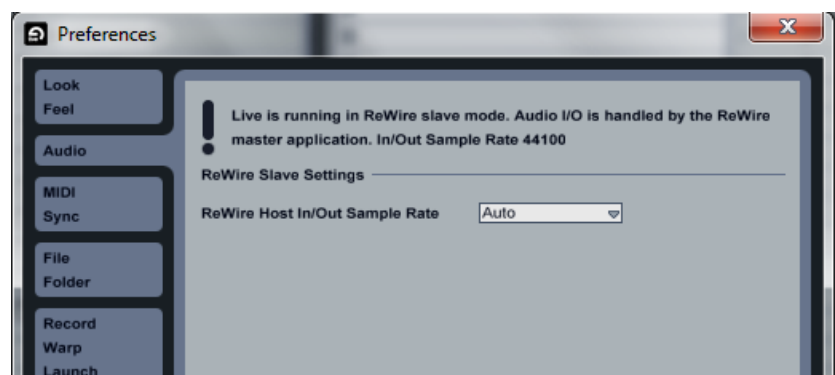 Preferences
Look
Feel
Audio
MIDI
Sync
File
Folder
Record
Warp
Launch
Live is running in ReWire slave mode. Audio I/O is handled by the ReWire
master application. In/Out Sample Rate 44100
ReWire Slave Settings
ReWire Host In/Out Sample Rate Auto